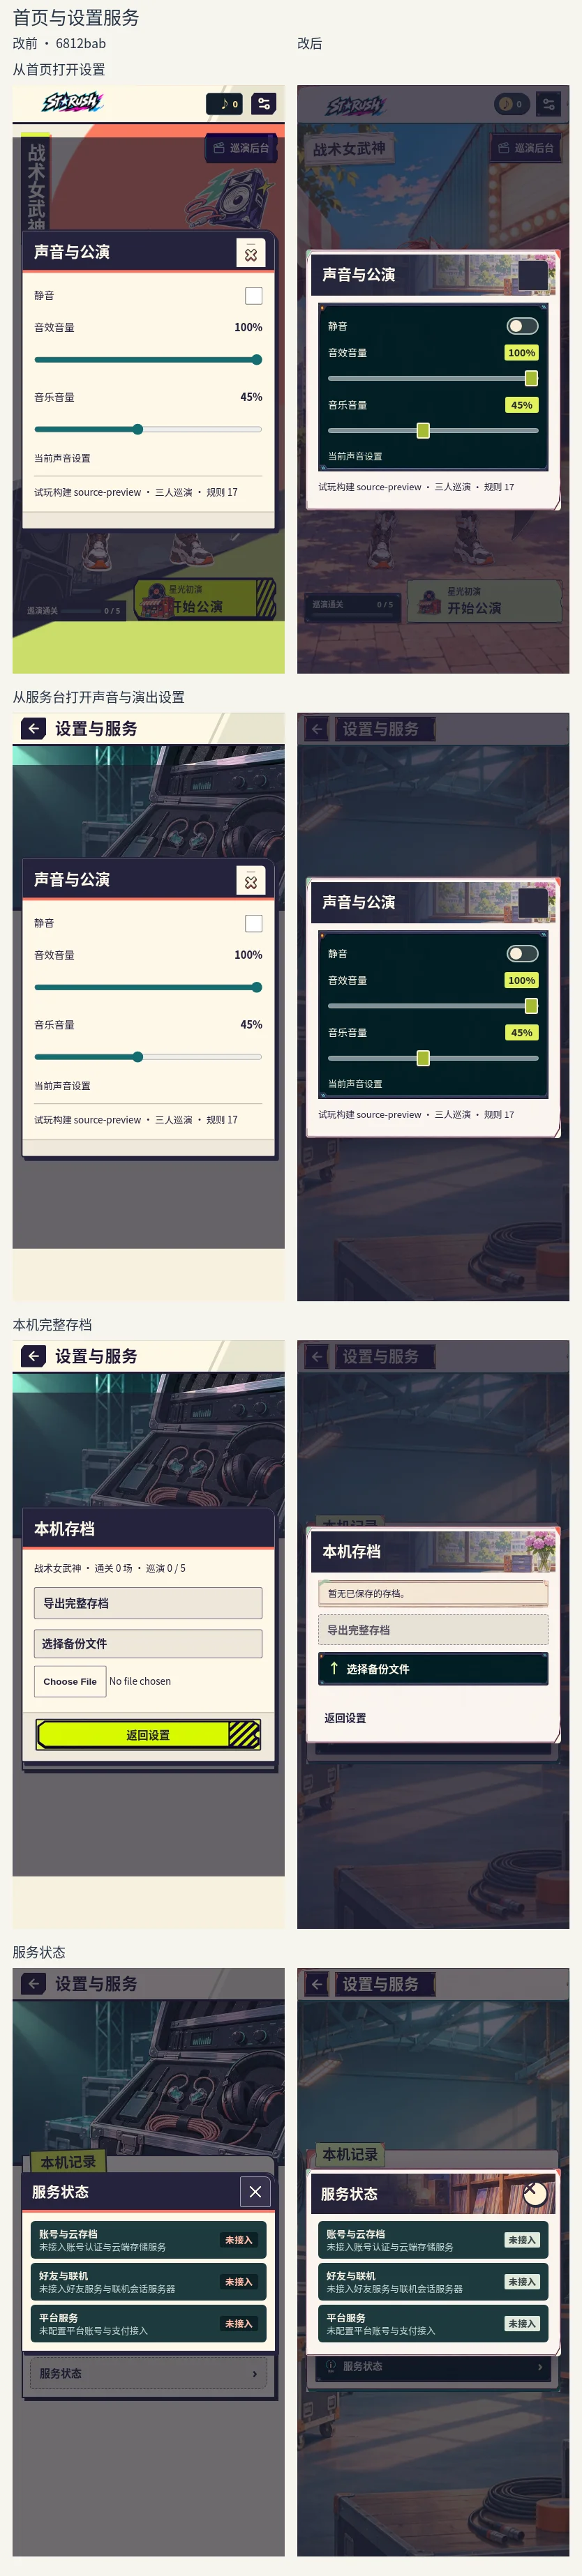 首页与设置服务
改前 · 6812bab
改后
从首页打开设置
STARUSH
0
战术女武神
巡演后台
声音与公演
静音
音效音量 100%
音乐音量 45%
当前声音设置
试玩构建 source-preview · 三人巡演 · 规则 17
巡演通关 0 / 5
星光初演
开始公演
STARUSH
0
战术女武神
巡演后台
声音与公演
静音
音效音量 100%
音乐音量 45%
当前声音设置
试玩构建 source-preview · 三人巡演 · 规则 17
巡演通关 0 / 5
星光初演
开始公演
从服务台打开声音与演出设置
设置与服务
声音与公演
静音
音效音量 100%
音乐音量 45%
当前声音设置
试玩构建 source-preview · 三人巡演 · 规则 17
设置与服务
声音与公演
静音
音效音量 100%
音乐音量 45%
当前声音设置
试玩构建 source-preview · 三人巡演 · 规则 17
本机完整存档
设置与服务
本机存档
战术女武神 · 通关 0 场 · 巡演 0 / 5
导出完整存档
选择备份文件
Choose File No file chosen
返回设置
设置与服务
本机记录
本机存档
暂无已保存的存档。
导出完整存档
选择备份文件
返回设置
服务状态
设置与服务
本机记录
服务状态
账号与云存档
未接入账号认证与云端存储服务
未接入
好友与联机
未接入好友服务与联机会话服务器
未接入
平台服务
未配置平台账号与支付接入
未接入
服务状态
设置与服务
本机记录
服务状态
账号与云存档
未接入账号认证与云端存储服务
未接入
好友与联机
未接入好友服务与联机会话服务器
未接入
平台服务
未配置平台账号与支付接入
未接入
服务状态